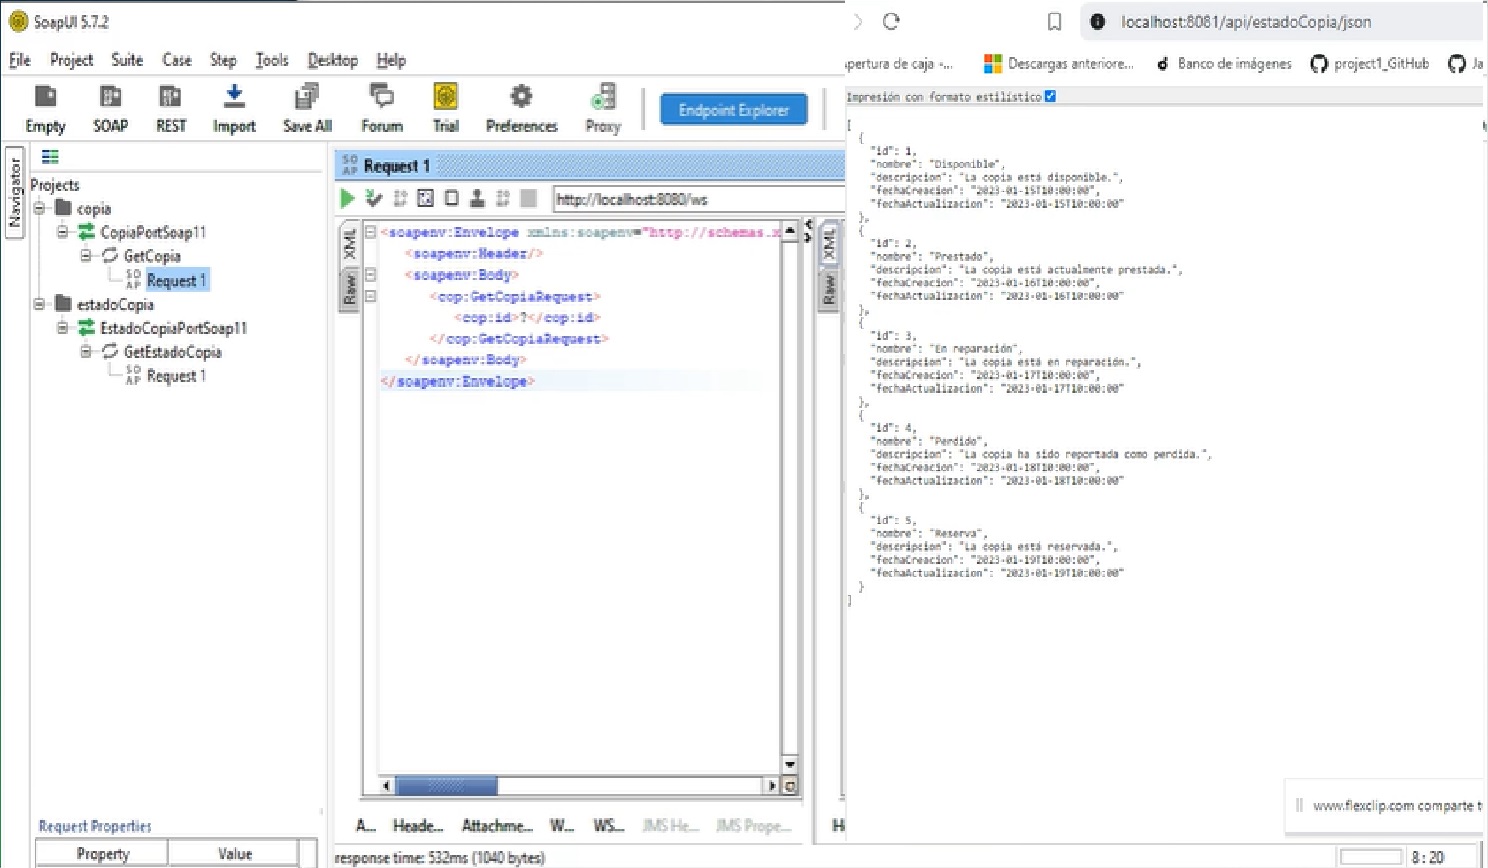 SoapUI 5.7.2
File Project Suite Case Step Tools Desktop Help
Empty SOAP REST Import Save All Forum Trial Preferences Proxy
Endpoint Explorer
Navigator
Projects
copia
CopiaPortSoap11
GetCopia
SO AP Request 1
estadoCopia
EstadoCopiaPortSoap11
GetEstadoCopia
SO AP Request 1
Request Properties
Property Value
SO AP Request 1
http://localhost:8080/ws
XML
Raw
<soapenv:Envelope xmlns:soapenv="http://schemas.x
<soapenv:Header/>
<soapenv:Body>
<cop:GetCopiaRequest>
<cop:id>?</cop:id>
</cop:GetCopiaRequest>
</soapenv:Body>
</soapenv:Envelope>
XML
Raw
A... Heade... Attachme... W... WS... JMS He... JMS Prope...
H
response time: 532ms (1040 bytes)
8:20
localhost:8081/api/estadoCopia/json
pertura de caja -... Descargas anteriore... Banco de imágenes project1_GitHub Ja
Impresión con formato estilístico
[
{
"id": 1,
"nombre": "Disponible",
"descripcion": "La copia está disponible.",
"fechaCreacion": "2023-01-15T10:00:00",
"fechaActualizacion": "2023-01-15T10:00:00"
},
{
"id": 2,
"nombre": "Prestado",
"descripcion": "La copia está actualmente prestada.",
"fechaCreacion": "2023-01-16T10:00:00",
"fechaActualizacion": "2023-01-16T10:00:00"
},
{
"id": 3,
"nombre": "En reparación",
"descripcion": "La copia está en reparación.",
"fechaCreacion": "2023-01-17T10:00:00",
"fechaActualizacion": "2023-01-17T10:00:00"
},
{
"id": 4,
"nombre": "Perdido",
"descripcion": "La copia ha sido reportada como perdida.",
"fechaCreacion": "2023-01-18T10:00:00",
"fechaActualizacion": "2023-01-18T10:00:00"
},
{
"id": 5,
"nombre": "Reserva",
"descripcion": "La copia está reservada.",
"fechaCreacion": "2023-01-19T10:00:00",
"fechaActualizacion": "2023-01-19T10:00:00"
}
]
www.flexclip.com comparte t